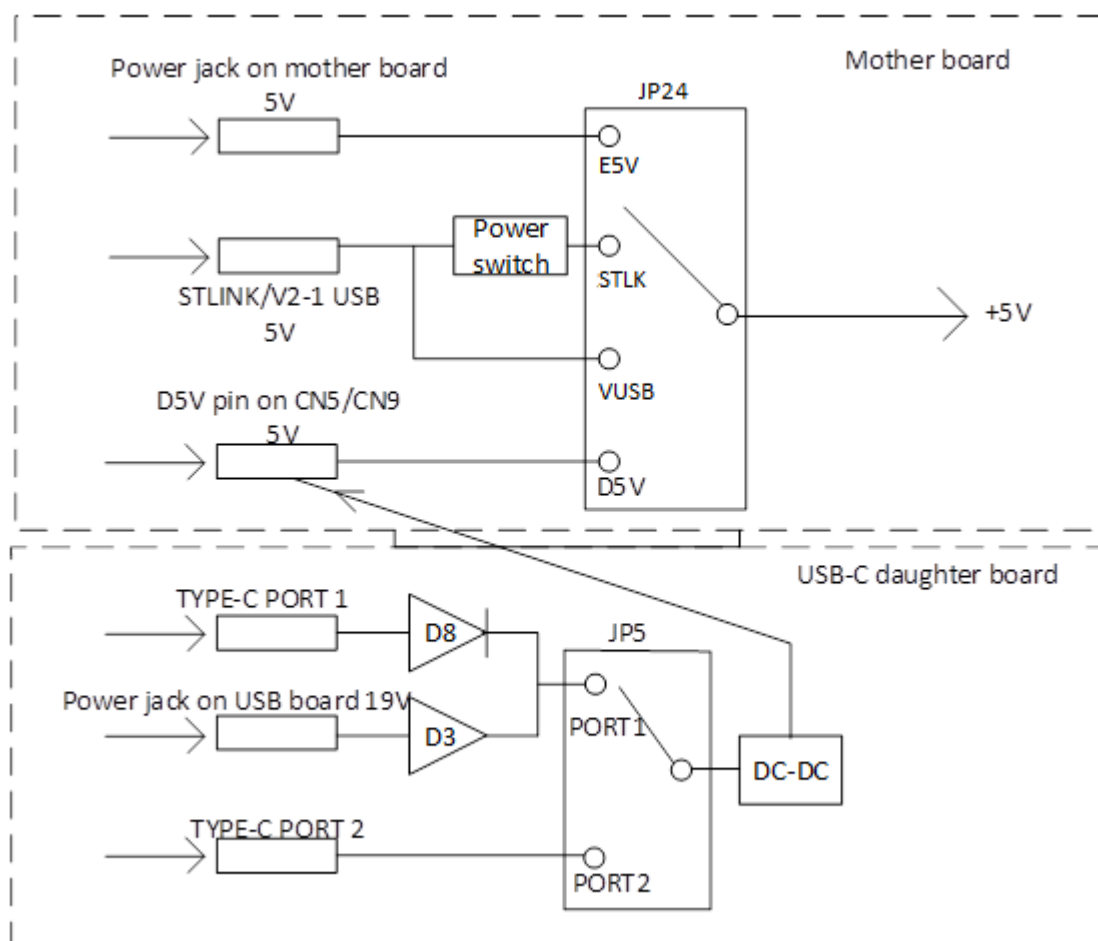 Mother board
Power jack on mother board
5V
JP24
E5V
Power
switch
STLK
STLINK/V2-1 USB
5V
+5V
VUSB
D5V pin on CN5/CN9
5V
D5V
USB-C daughter board
TYPE-C PORT 1
D8
JP5
Power jack on USB board 19V
D3
PORT1
DC-DC
TYPE-C PORT 2
PORT2